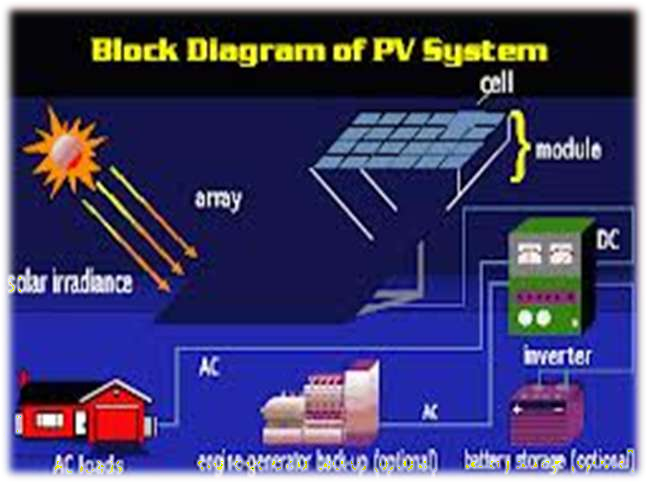 Block Diagram of PV System
cell
module
array
solar irradiance
DC
inverter
AC
AC
AC loads
engine-generator back-up (optional)
battery storage (optional)
+ -